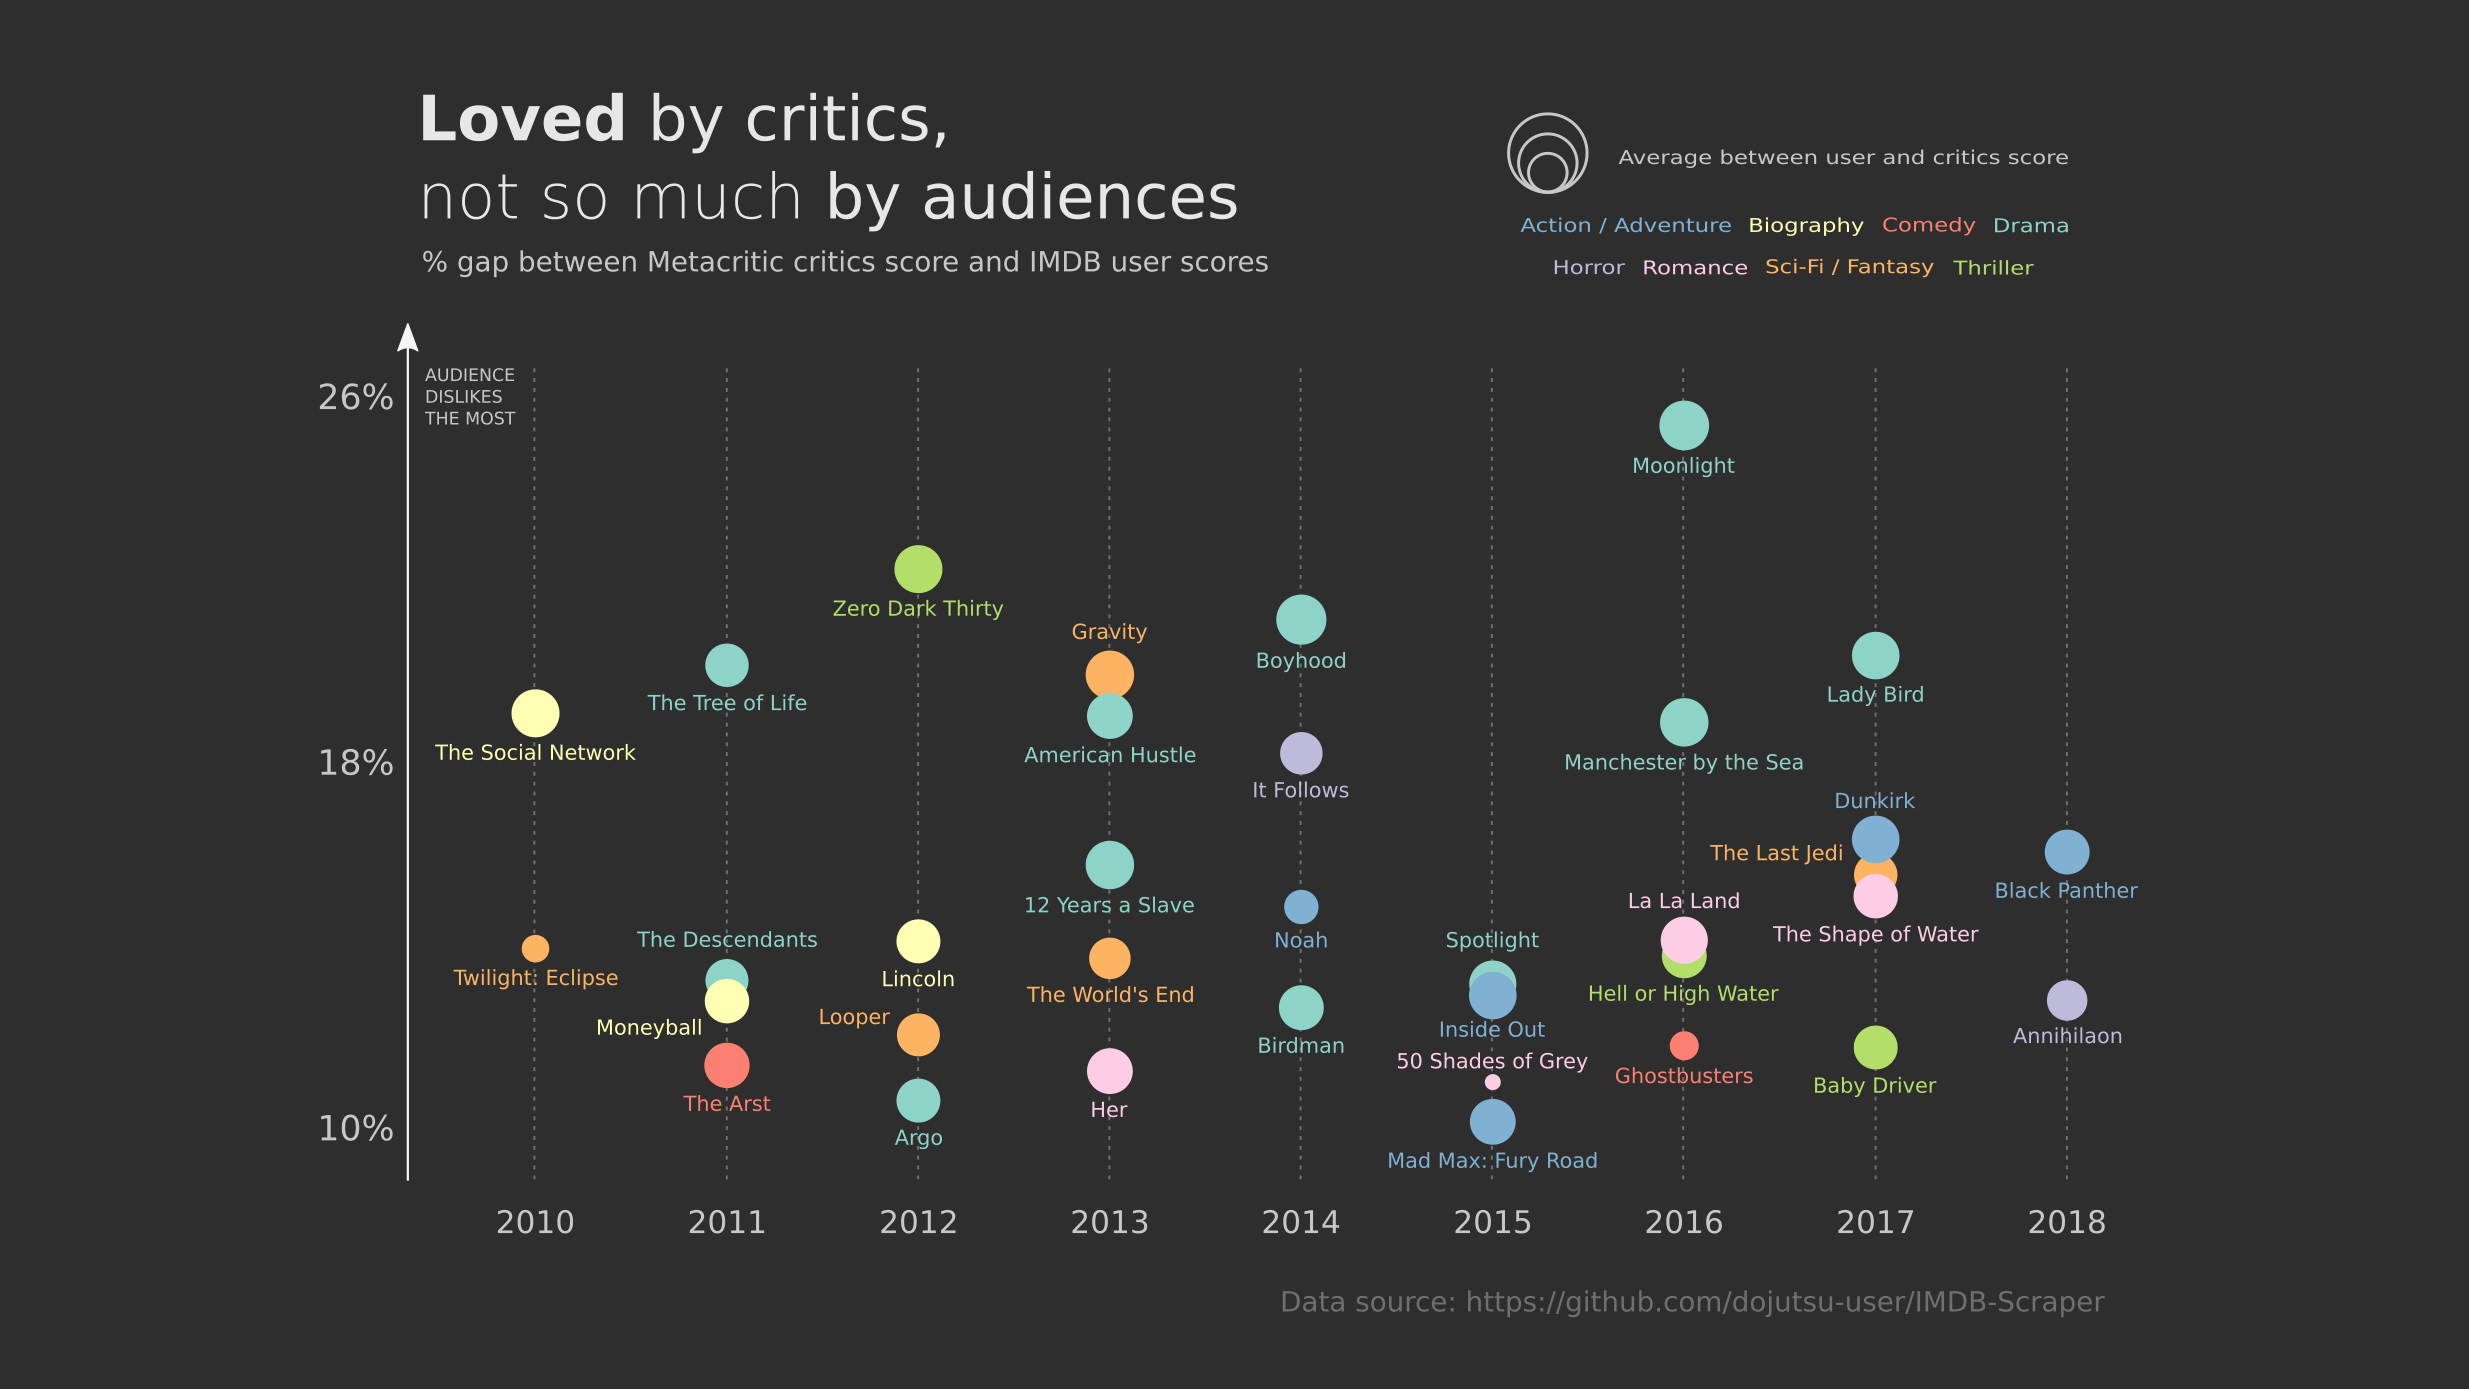 Loved by critics,
not so much by audiences
% gap between Metacritic critics score and IMDB user scores
Average between user and critics score
Action / Adventure Biography Comedy Drama
Horror Romance Sci-Fi / Fantasy Thriller
26%
AUDIENCE
DISLIKES
THE MOST
18%
10%
The Social Network
Twilight: Eclipse
The Tree of Life
The Descendants
Moneyball
The Arst
Zero Dark Thirty
Lincoln
Looper
Argo
Gravity
American Hustle
12 Years a Slave
The World's End
Her
Boyhood
It Follows
Noah
Birdman
Spotlight
Inside Out
50 Shades of Grey
Mad Max: Fury Road
Moonlight
Manchester by the Sea
La La Land
Hell or High Water
Ghostbusters
Lady Bird
Dunkirk
The Last Jedi
The Shape of Water
Baby Driver
Black Panther
Annihilaon
2010 2011 2012 2013 2014 2015 2016 2017 2018
Data source: https://github.com/dojutsu-user/IMDB-Scraper